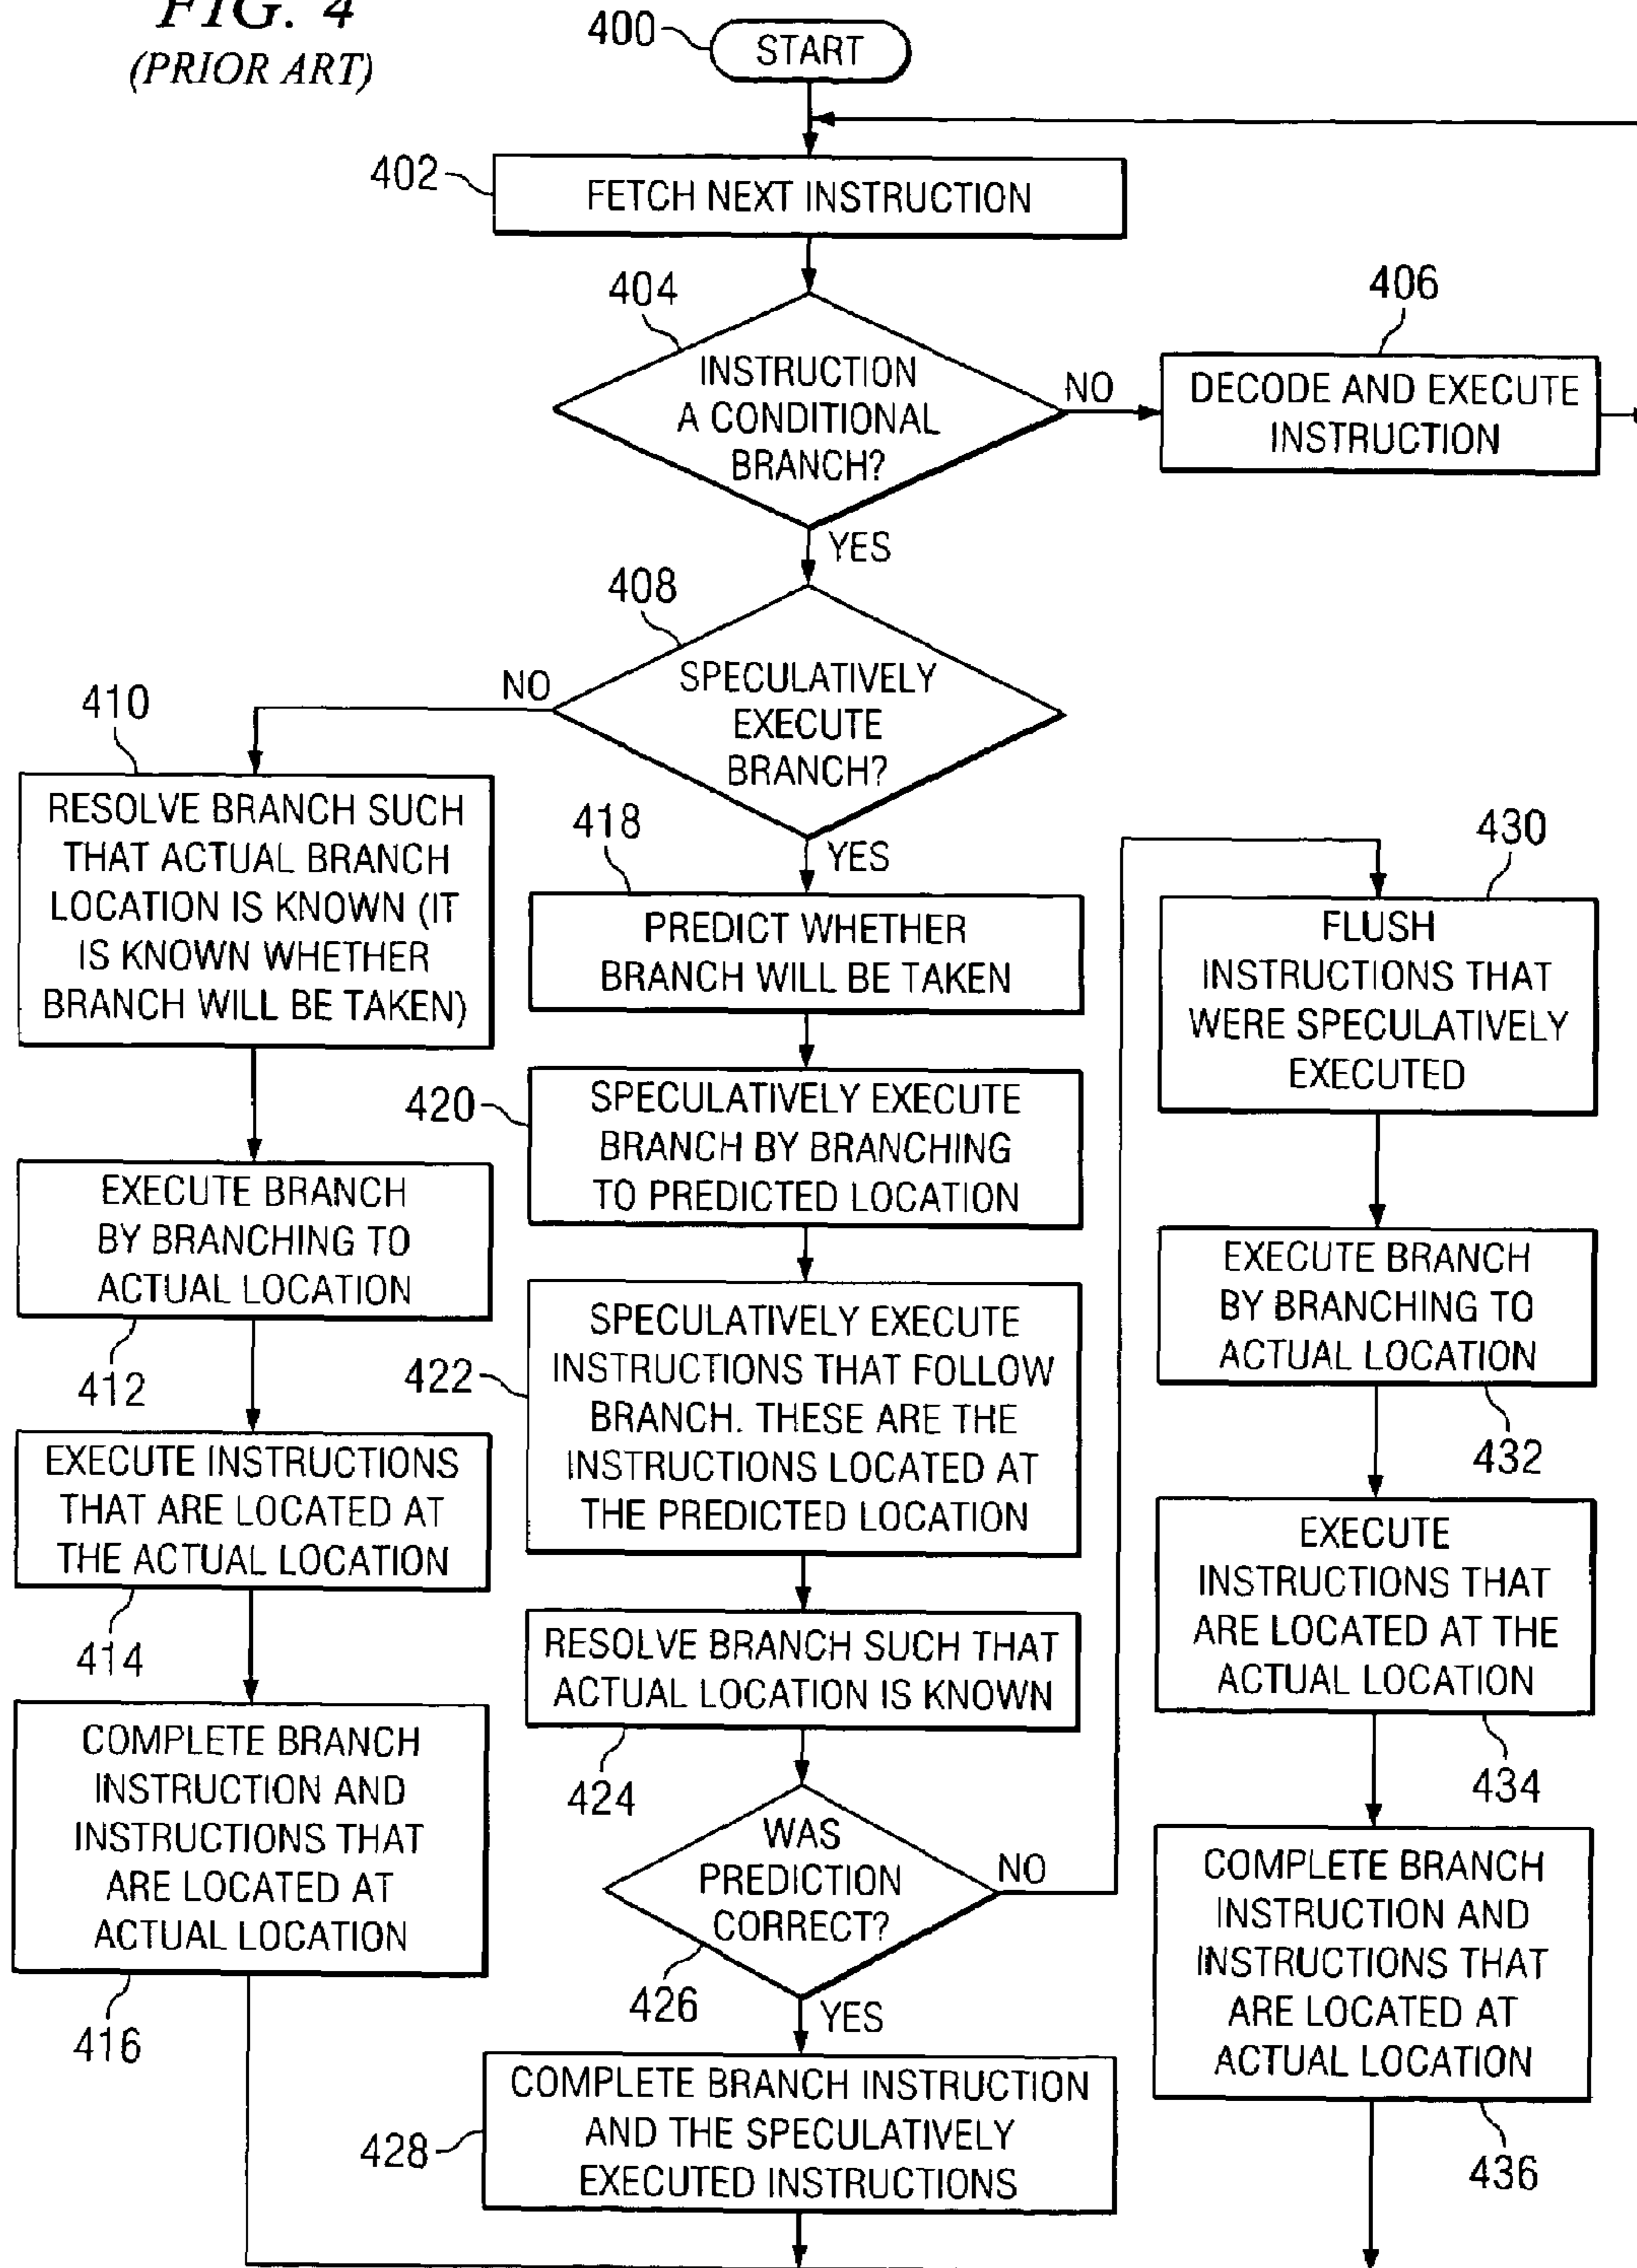 FIG. 4
(PRIOR ART)
400
START
402
FETCH NEXT INSTRUCTION
404
INSTRUCTION
A CONDITIONAL
BRANCH?
NO
406
DECODE AND EXECUTE
INSTRUCTION
YES
408
SPECULATIVELY
EXECUTE
BRANCH?
NO
410
RESOLVE BRANCH SUCH
THAT ACTUAL BRANCH
LOCATION IS KNOWN (IT
IS KNOWN WHETHER
BRANCH WILL BE TAKEN)
EXECUTE BRANCH
BY BRANCHING TO
ACTUAL LOCATION
412
EXECUTE INSTRUCTIONS
THAT ARE LOCATED AT
THE ACTUAL LOCATION
414
COMPLETE BRANCH
INSTRUCTION AND
INSTRUCTIONS THAT
ARE LOCATED AT
ACTUAL LOCATION
416
YES
418
PREDICT WHETHER
BRANCH WILL BE TAKEN
420
SPECULATIVELY EXECUTE
BRANCH BY BRANCHING
TO PREDICTED LOCATION
422
SPECULATIVELY EXECUTE
INSTRUCTIONS THAT FOLLOW
BRANCH. THESE ARE THE
INSTRUCTIONS LOCATED AT
THE PREDICTED LOCATION
RESOLVE BRANCH SUCH THAT
ACTUAL LOCATION IS KNOWN
424
WAS
PREDICTION
CORRECT?
NO
426
YES
428
COMPLETE BRANCH INSTRUCTION
AND THE SPECULATIVELY
EXECUTED INSTRUCTIONS
430
FLUSH
INSTRUCTIONS THAT
WERE SPECULATIVELY
EXECUTED
EXECUTE BRANCH
BY BRANCHING TO
ACTUAL LOCATION
432
EXECUTE
INSTRUCTIONS THAT
ARE LOCATED AT THE
ACTUAL LOCATION
434
COMPLETE BRANCH
INSTRUCTION AND
INSTRUCTIONS THAT
ARE LOCATED AT
ACTUAL LOCATION
436